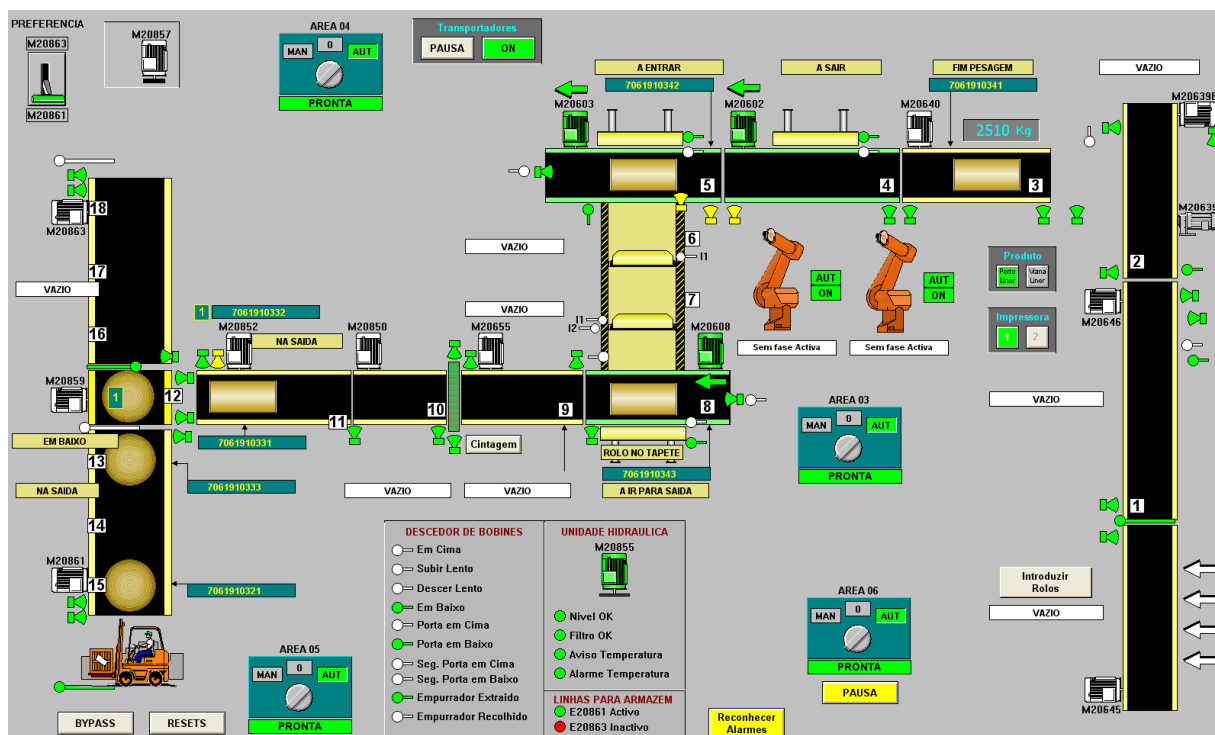 PREFERENCIA
M20863
M20861
M20857
AREA 04
MAN
0
AUT
PRONTA
Transportadores
PAUSA
ON
A ENTRAR
7061910342
A SAIR
FIM PESAGEM
7061910341
VAZIO
M20603
M20602
M20640
2510 Kg
M20639B
5
4
3
18
M20863
17
VAZIO
16
VAZIO
6
I1
VAZIO
7
I1
I2
AUT
ON
AUT
ON
Sem fase Activa
Sem fase Activa
Produto
Porto Liner
Viana Liner
Impressora
1
2
M20639
2
M20646
1
7061910332
M20852
NA SAIDA
M20850
M20655
M20608
M20859
1
12
11
10
9
8
EM BAIXO
7061910331
Cintagem
ROLO NO TAPETE
7061910343
A IR PARA SAIDA
13
NA SAIDA
7061910333
VAZIO
VAZIO
14
M20861
15
7061910321
AREA 03
MAN
0
AUT
PRONTA
VAZIO
1
DESCEDOR DE BOBINES
Em Cima
Subir Lento
Descer Lento
Em Baixo
Porta em Cima
Porta em Baixo
Seg. Porta em Cima
Seg. Porta em Baixo
Empurrador Extraido
Empurrador Recolhido
UNIDADE HIDRAULICA
M20855
Nivel OK
Filtro OK
Aviso Temperatura
Alarme Temperatura
LINHAS PARA ARMAZEM
E20861 Activo
E20863 Inactivo
AREA 06
MAN
0
AUT
PRONTA
PAUSA
Introduzir
Rolos
VAZIO
M20645
AREA 05
MAN
0
AUT
PRONTA
BYPASS
RESETS
Reconhecer
Alarmes